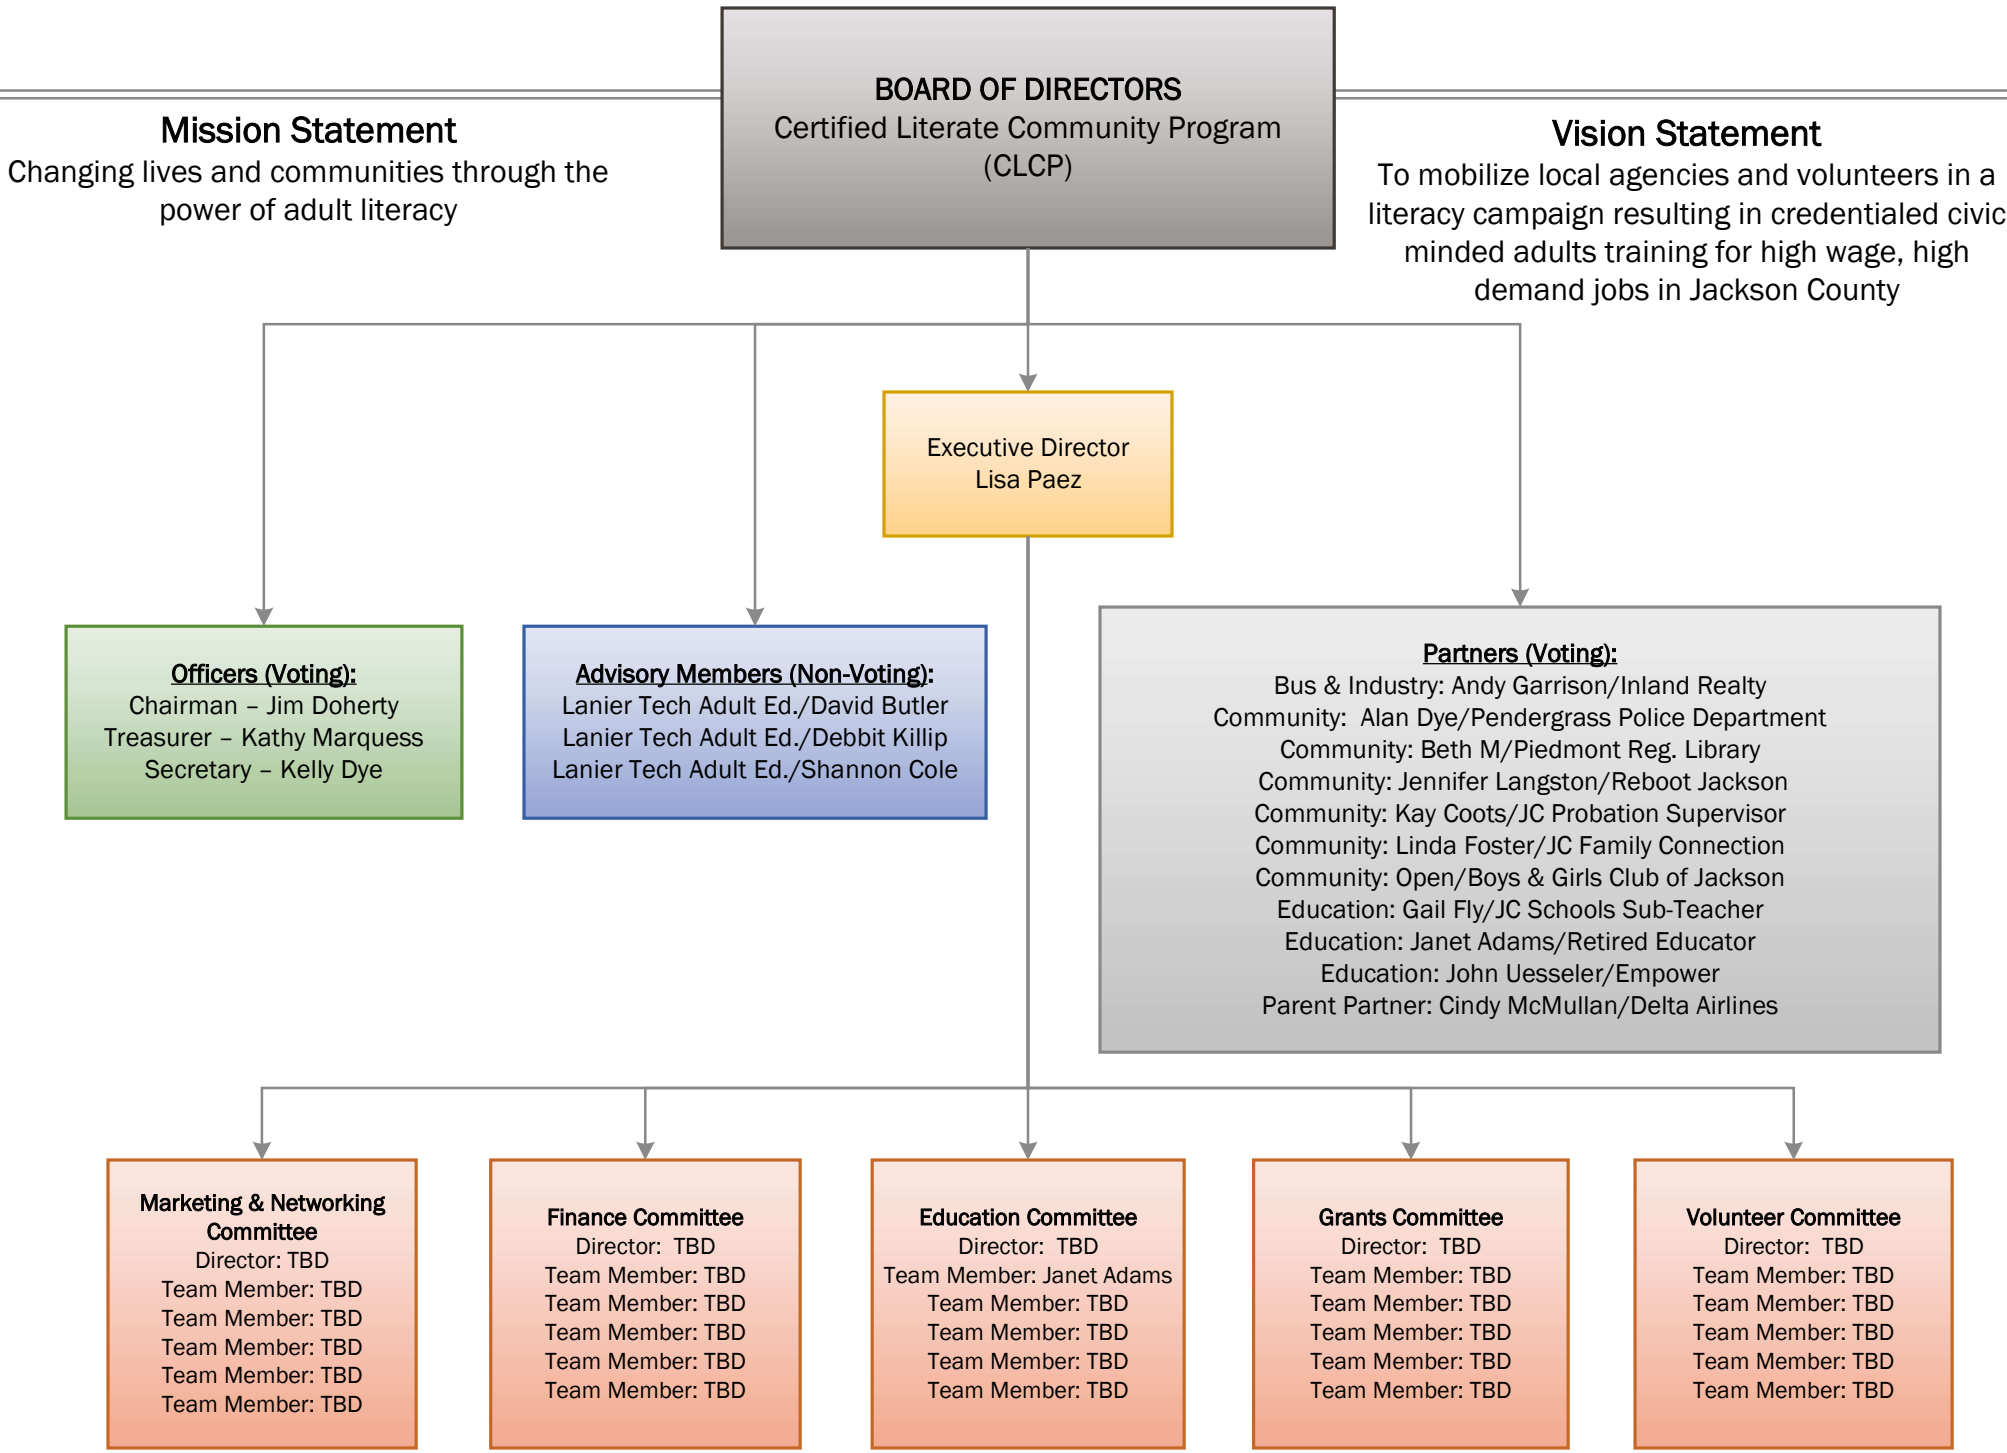 BOARD OF DIRECTORS
Certified Literate Community Program
(CLCP)
Mission Statement
Changing lives and communities through the
power of adult literacy
Vision Statement
To mobilize local agencies and volunteers in a
literacy campaign resulting in credentialed civic
minded adults training for high wage, high
demand jobs in Jackson County
Executive Director
Lisa Paez
Officers (Voting):
Chairman – Jim Doherty
Treasurer – Kathy Marquess
Secretary – Kelly Dye
Advisory Members (Non-Voting):
Lanier Tech Adult Ed./David Butler
Lanier Tech Adult Ed./Debbit Killip
Lanier Tech Adult Ed./Shannon Cole
Partners (Voting):
Bus & Industry: Andy Garrison/Inland Realty
Community:  Alan Dye/Pendergrass Police Department
Community: Beth M/Piedmont Reg. Library
Community: Jennifer Langston/Reboot Jackson
Community: Kay Coots/JC Probation Supervisor
Community: Linda Foster/JC Family Connection
Community: Open/Boys & Girls Club of Jackson
Education: Gail Fly/JC Schools Sub-Teacher
Education: Janet Adams/Retired Educator
Education: John Uesseler/Empower
Parent Partner: Cindy McMullan/Delta Airlines
Marketing & Networking
Committee
Director: TBD
Team Member: TBD
Team Member: TBD
Team Member: TBD
Team Member: TBD
Team Member: TBD
Finance Committee
Director:  TBD
Team Member: TBD
Team Member: TBD
Team Member: TBD
Team Member: TBD
Team Member: TBD
Education Committee
Director:  TBD
Team Member: Janet Adams
Team Member: TBD
Team Member: TBD
Team Member: TBD
Team Member: TBD
Grants Committee
Director:  TBD
Team Member: TBD
Team Member: TBD
Team Member: TBD
Team Member: TBD
Team Member: TBD
Volunteer Committee
Director:  TBD
Team Member: TBD
Team Member: TBD
Team Member: TBD
Team Member: TBD
Team Member: TBD